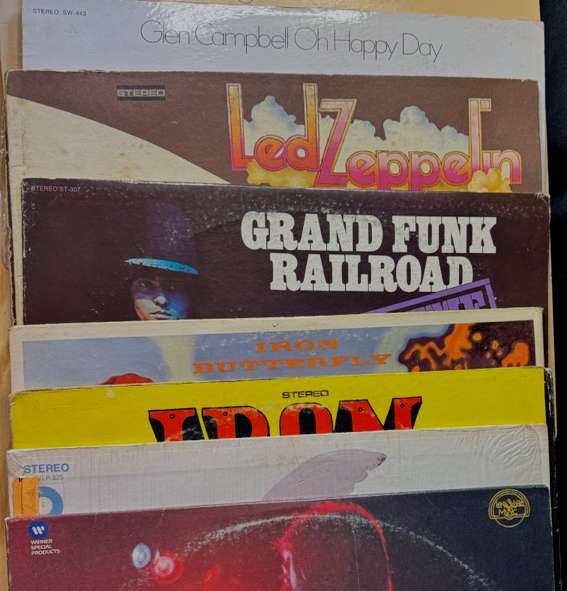 STEREO SW-443
Glen Campbell Oh Happy Day
STEREO
Led Zeppelin
STEREO ST-307
GRAND FUNK
RAILROAD
IRON
BUTTERFLY
STEREO
IRON
STEREO
WARNER
SPECIAL
PRODUCTS